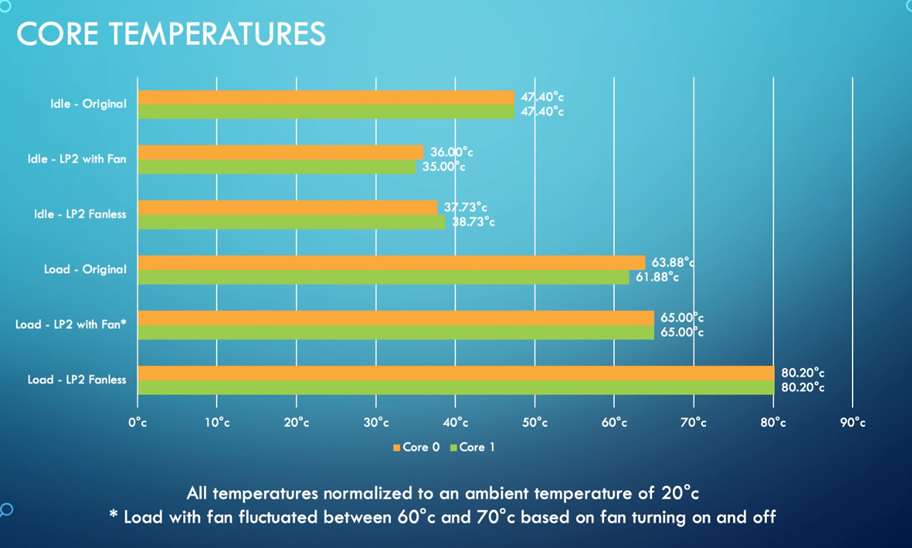 CORE TEMPERATURES
Idle - Original
47.40°c
47.40°c
Idle - LP2 with Fan
36.00°c
35.00°c
Idle - LP2 Fanless
37.73°c
38.73°c
Load - Original
63.88°c
61.88°c
Load - LP2 with Fan*
65.00°c
65.00°c
Load - LP2 Fanless
80.20°c
80.20°c
0°c 10°c 20°c 30°c 40°c 50°c 60°c 70°c 80°c 90°c
Core 0 Core 1
All temperatures normalized to an ambient temperature of 20°c
* Load with fan fluctuated between 60°c and 70°c based on fan turning on and off